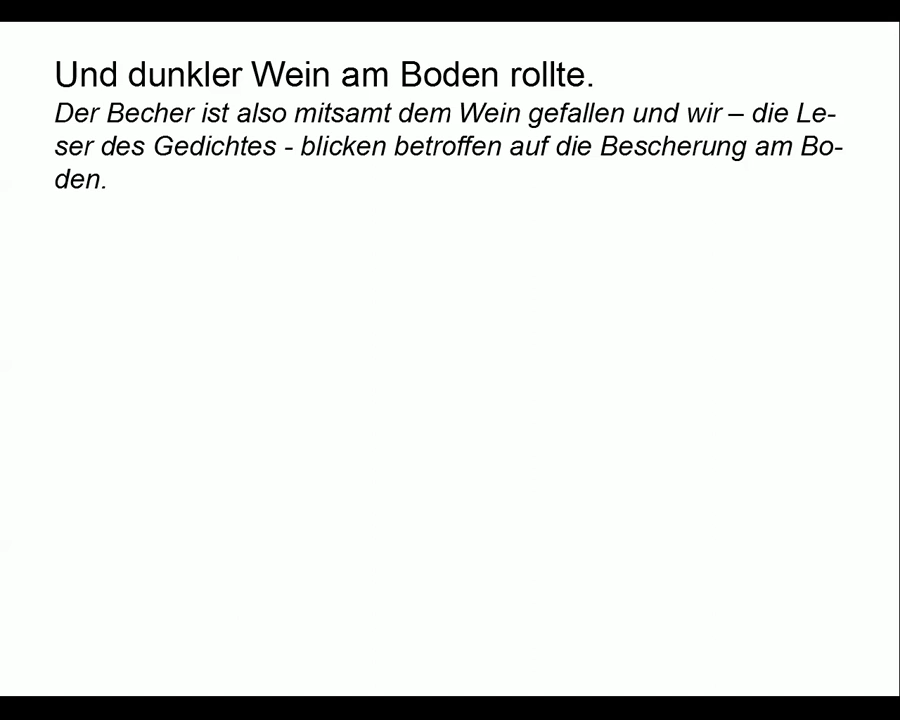 Und dunkler Wein am Boden rollte.
Der Becher ist also mitsamt dem Wein gefallen und wir – die Le-
ser des Gedichtes - blicken betroffen auf die Bescherung am Bo-
den.